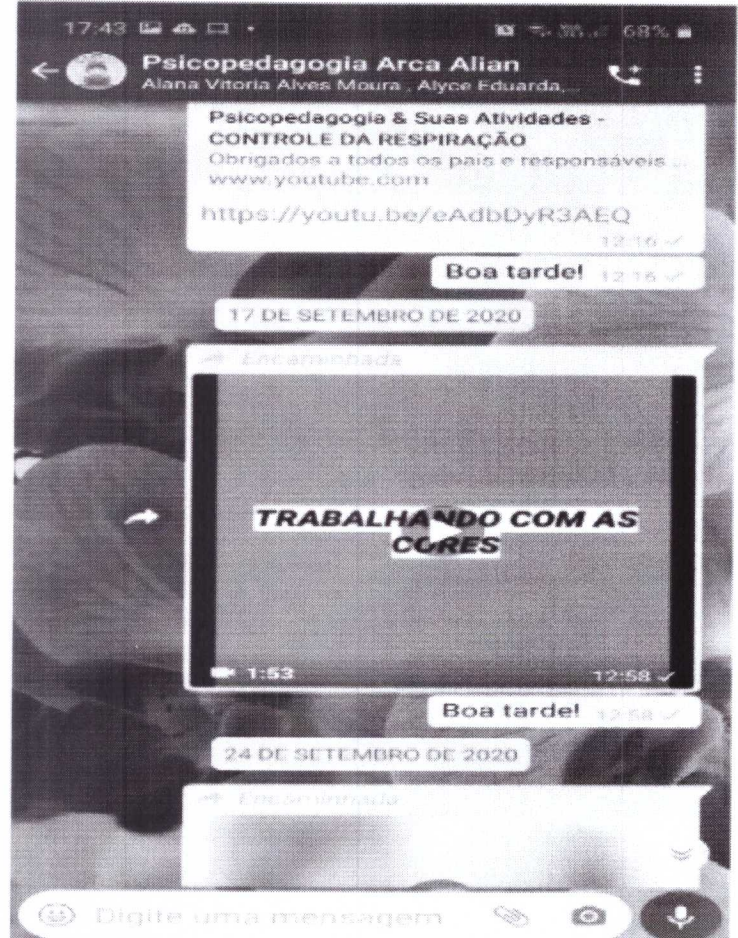 17:43 68%
Psicopedagogia Arca Alian
Alana Vitoria Alves Moura , Alyce Eduarda,...
Psicopedagogia & Suas Atividades -
CONTROLE DA RESPIRAÇÃO
Obrigados a todos os pais e responsáveis ...
www.youtube.com
https://youtu.be/eAdbDyR3AEQ
12:16
Boa tarde! 12:16
17 DE SETEMBRO DE 2020
Encaminhada
TRABALHANDO COM AS
CORES
1:53 12:58
Boa tarde! 12:58
24 DE SETEMBRO DE 2020
Encaminhada
Digite uma mensagem